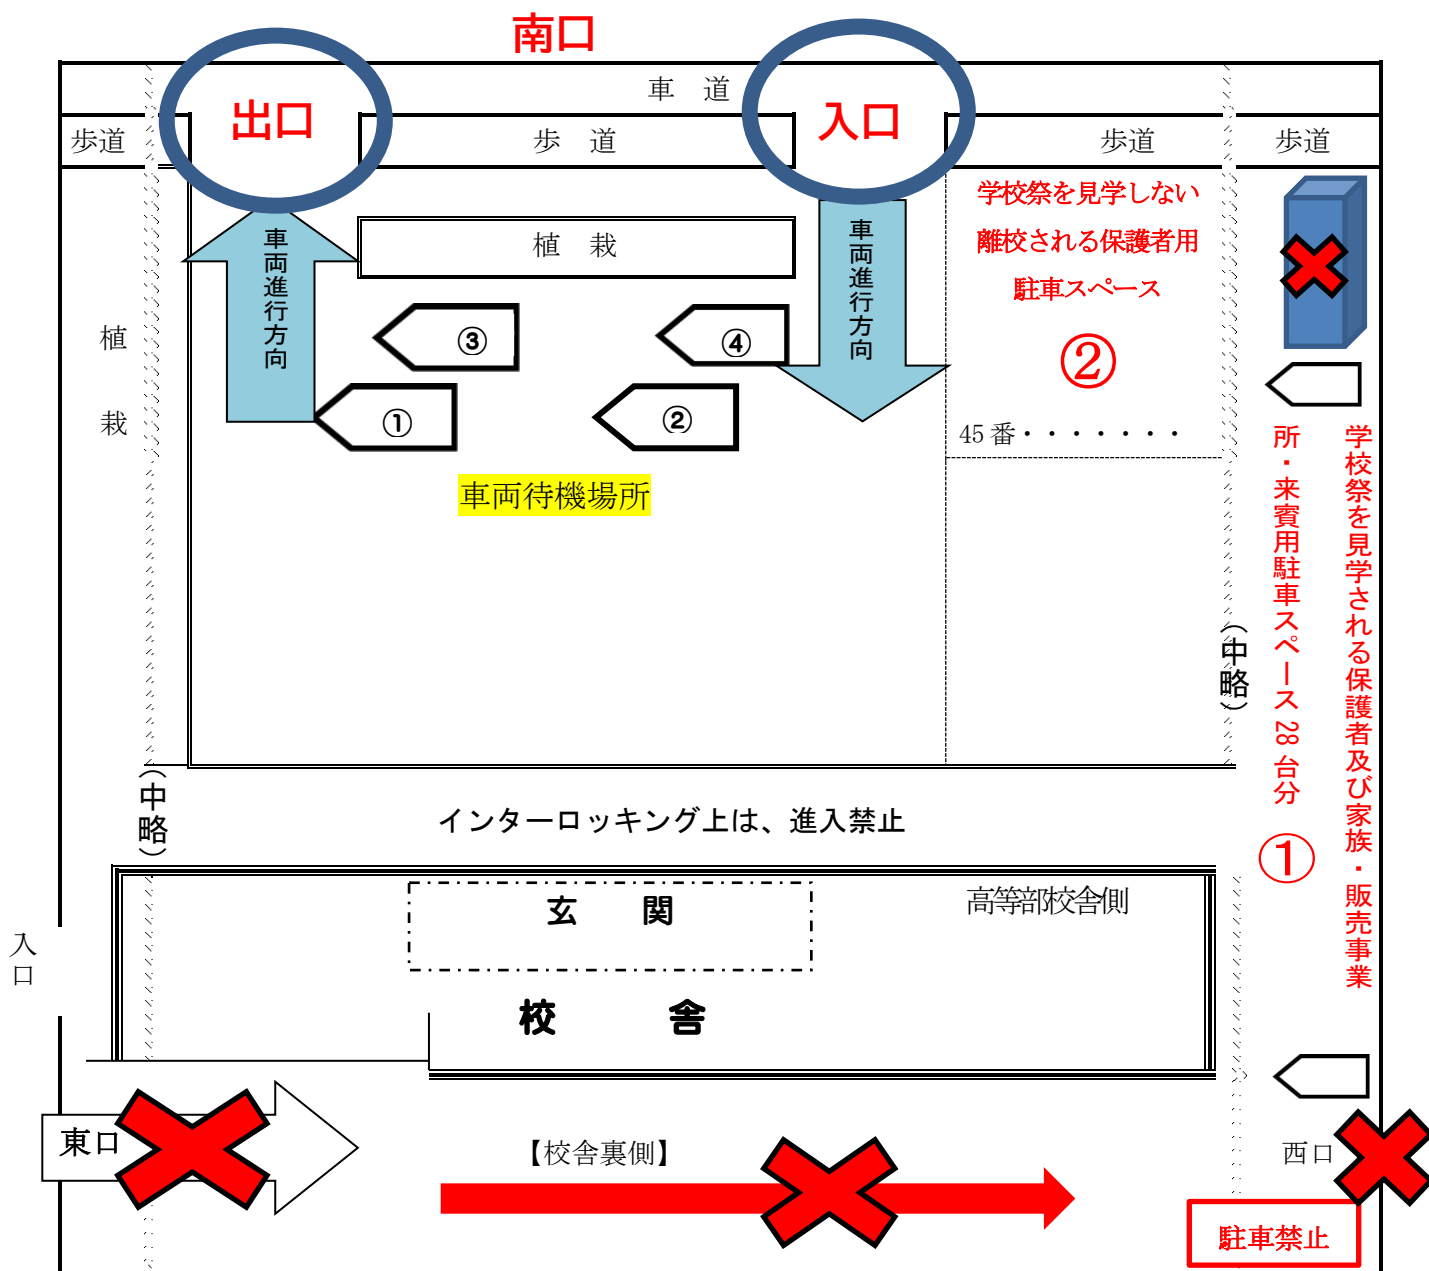 南口
車　道
出口
入口
歩道
歩　道
歩道
歩道
学校祭を見学しない
離校される保護者用
駐車スペース
②
45番・・・・・・・
植　栽
車両進行方向
車両進行方向
③
④
①
②
植　栽
車両待機場所
学校祭を見学される保護者及び家族・販売事業
所・来賓用駐車スペース 28 台分
①
（中略）
（中略）
インターロッキング上は、進入禁止
玄　関
高等部校舎側
校　舎
入口
東口
【校舎裏側】
西口
駐車禁止